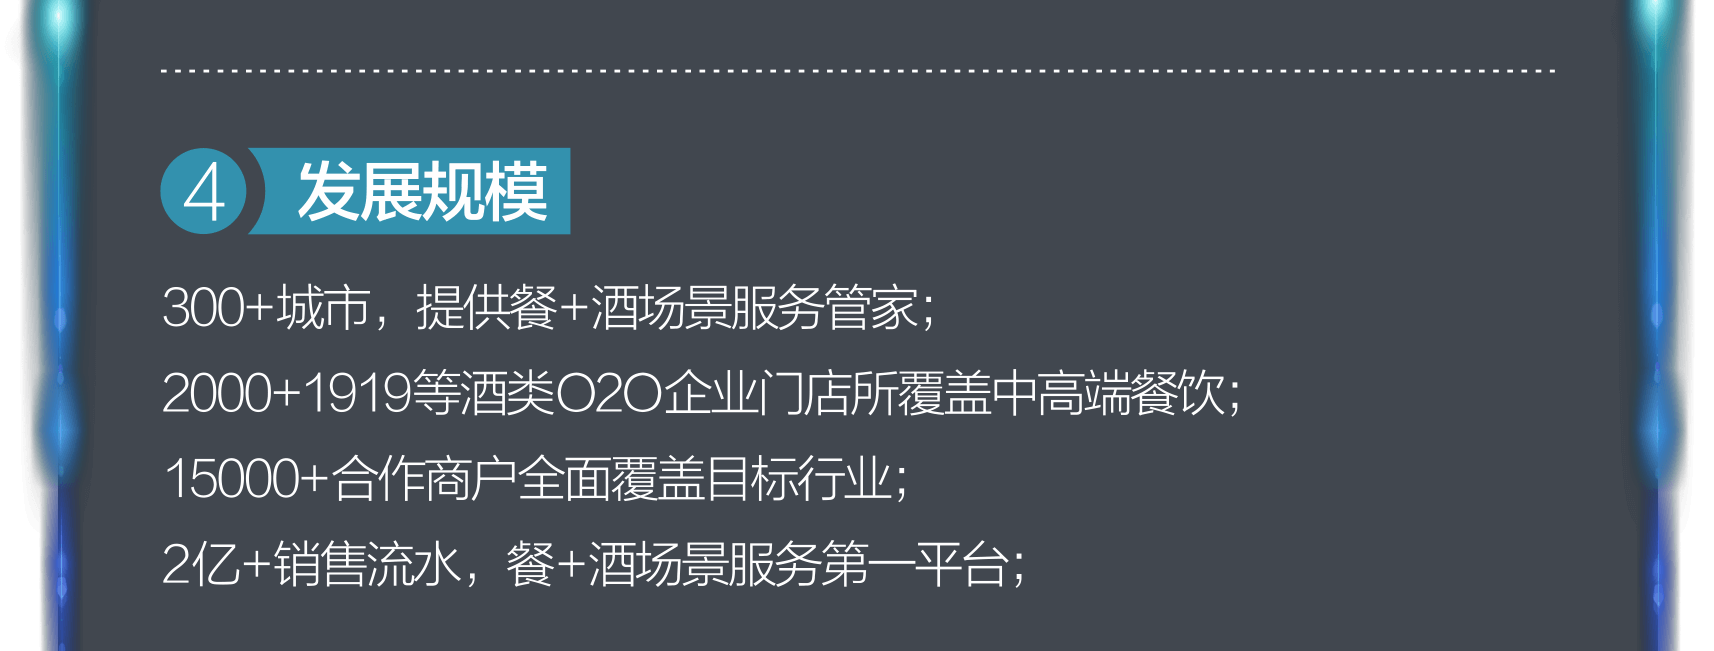 4 发展规模
300+城市，提供餐+酒场景服务管家；
2000+1919等酒类O2O企业门店所覆盖中高端餐饮；
15000+合作商户全面覆盖目标行业；
2亿+销售流水，餐+酒场景服务第一平台；